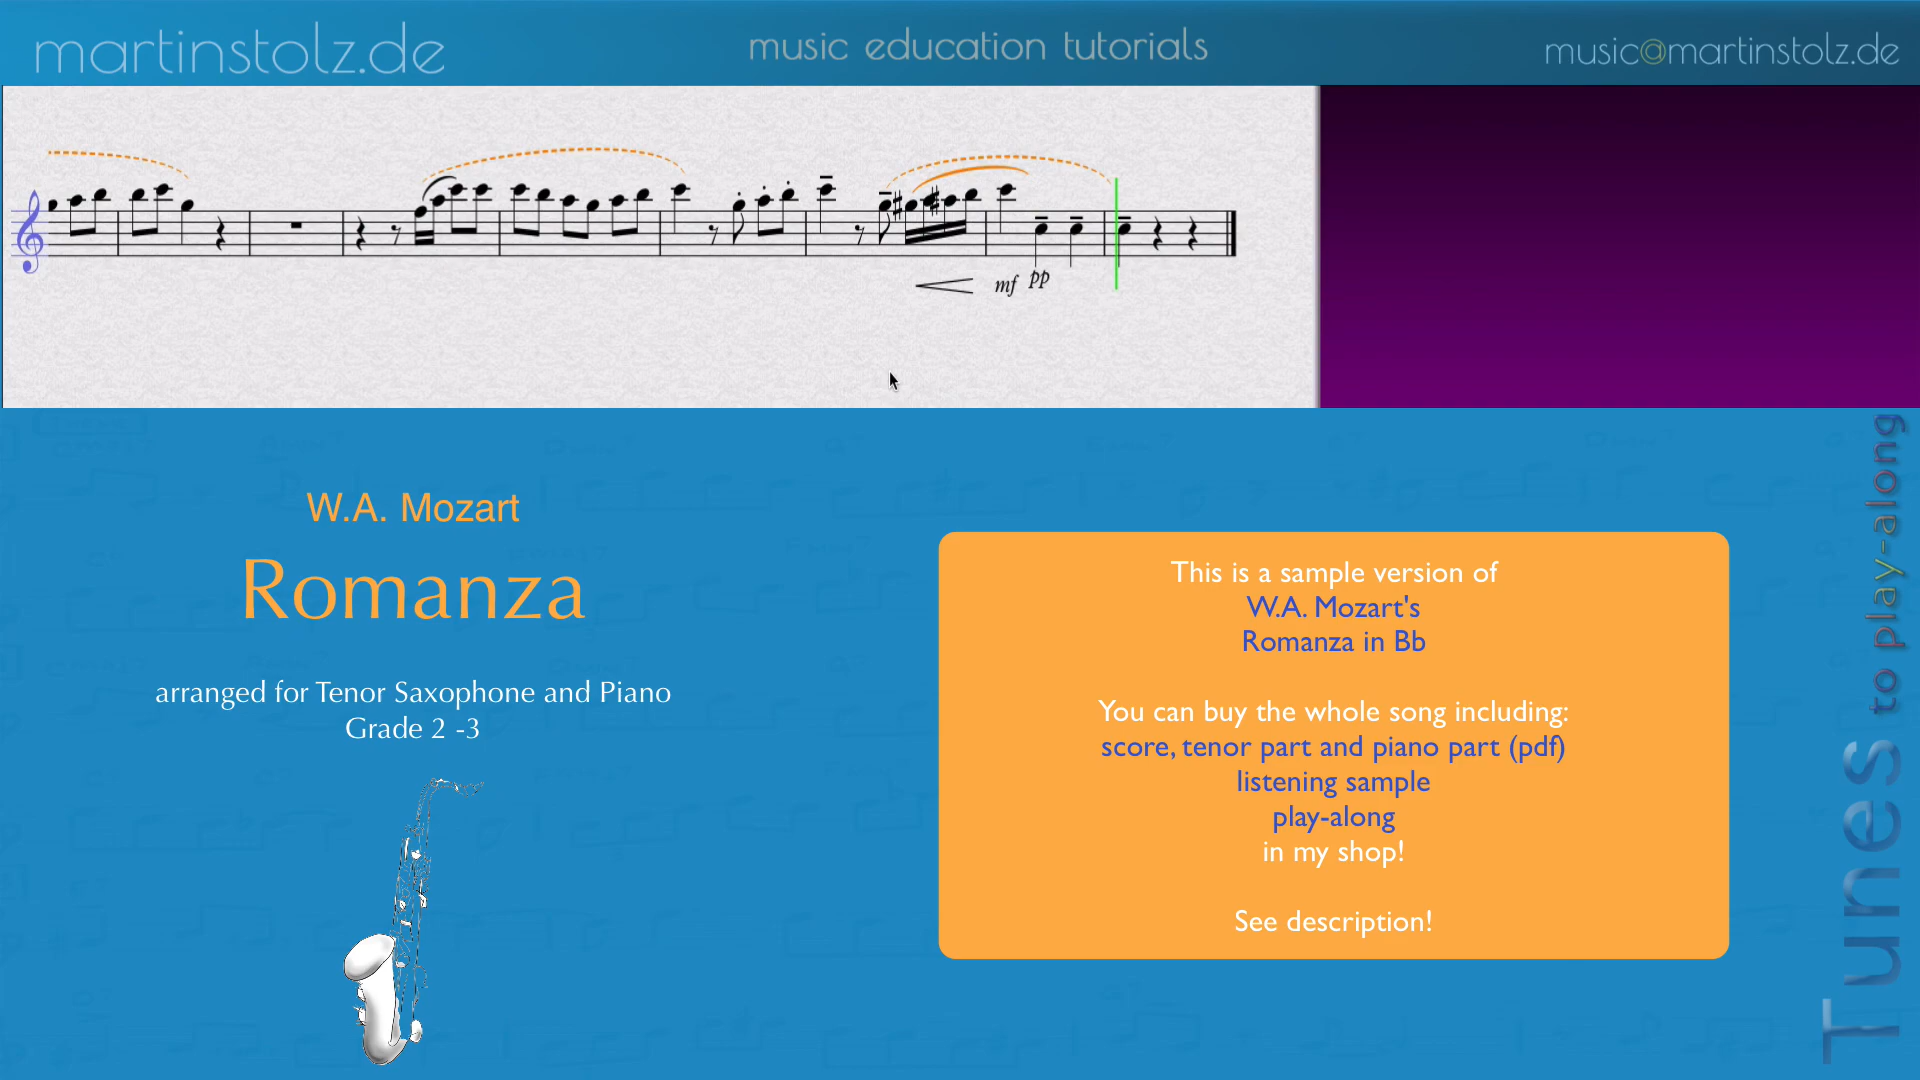 martinstolz.de
music education tutorials
music@martinstolz.de
mf
pp
W.A. Mozart
Romanza
arranged for Tenor Saxophone and Piano
Grade 2 -3
This is a sample version of
W.A. Mozart's
Romanza in Bb
You can buy the whole song including:
score, tenor part and piano part (pdf)
listening sample
play-along
in my shop!
See description!
Tunes to play-along